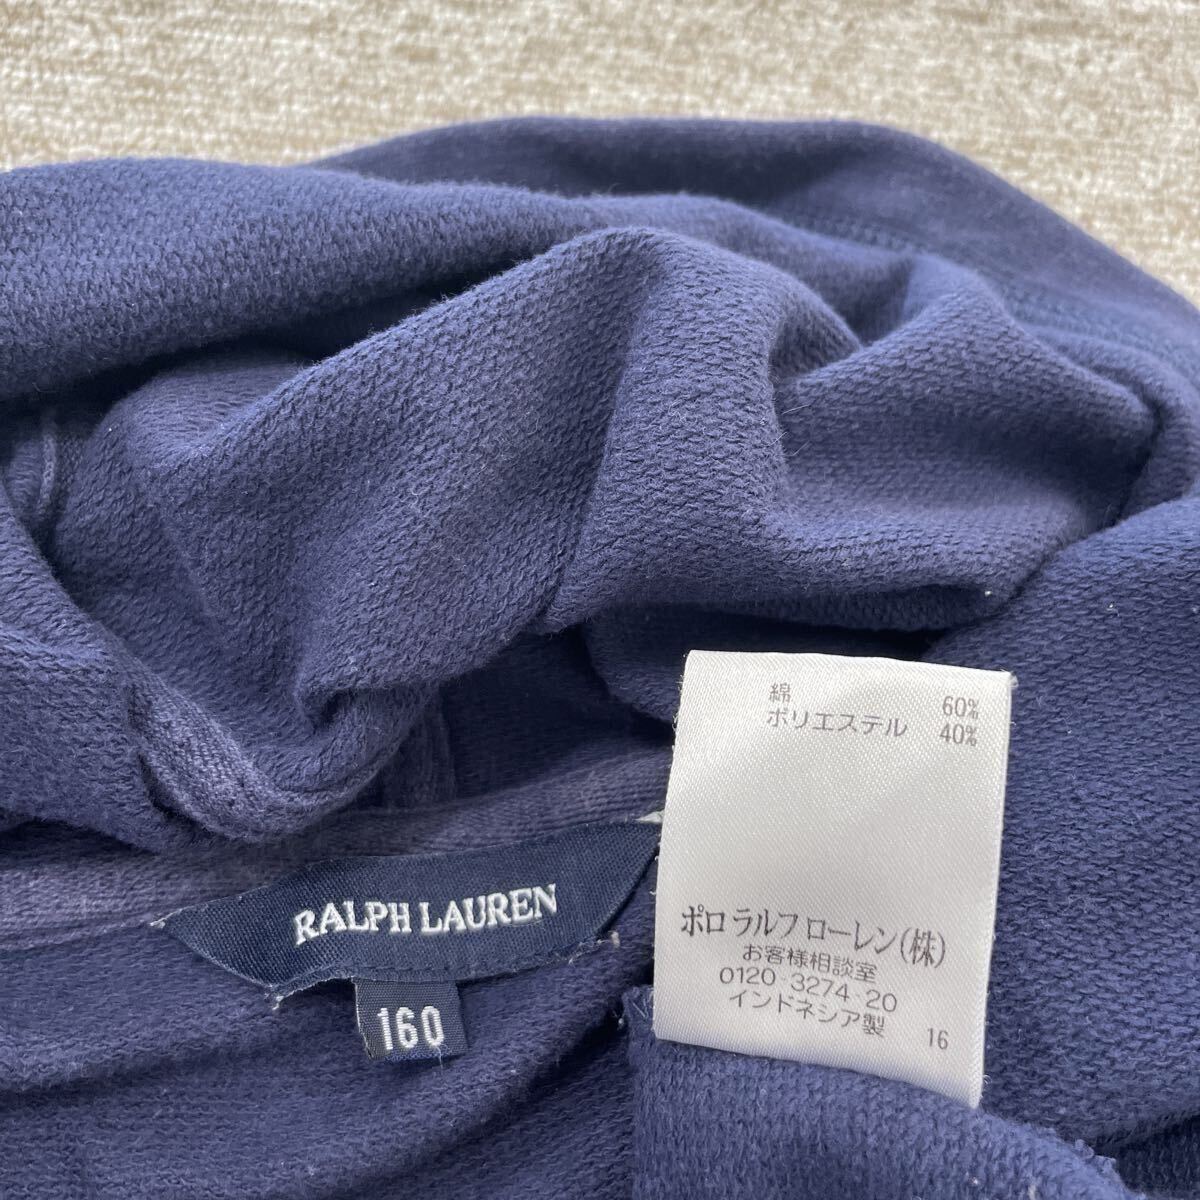 綿 60%
ポリエステル 40%
ポロ ラルフ ローレン(株)
お客様相談室
0120-3274-20
インドネシア製 16
RALPH LAUREN
160